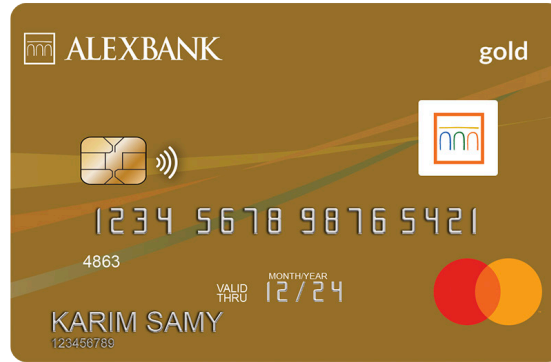 ALEXBANK
gold
1234 5678 9876 5421
4863
MONTH/YEAR
VALID THRU 12/24
KARIM SAMY
123456789